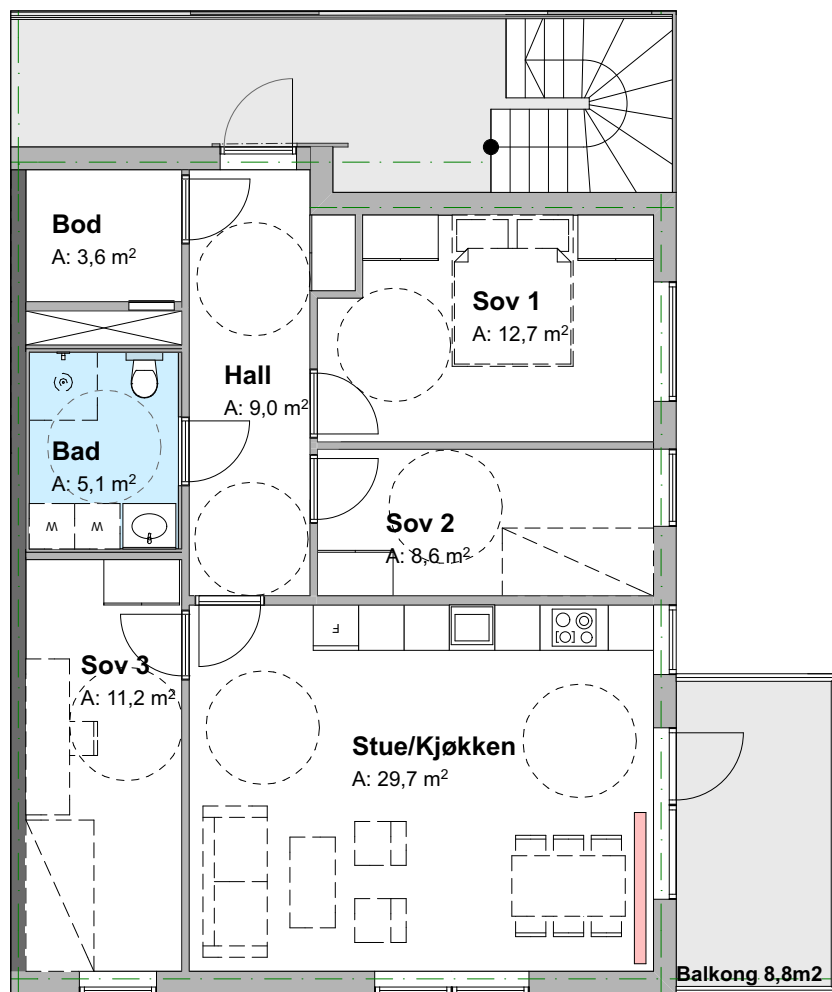 Bod
A: 3,6 m²
Sov 1
A: 12,7 m²
Hall
A: 9,0 m²
Bad
A: 5,1 m²
W W
Sov 2
A: 8,6 m²
F
Sov 3
A: 11,2 m²
Stue/Kjøkken
A: 29,7 m²
Balkong 8,8m2